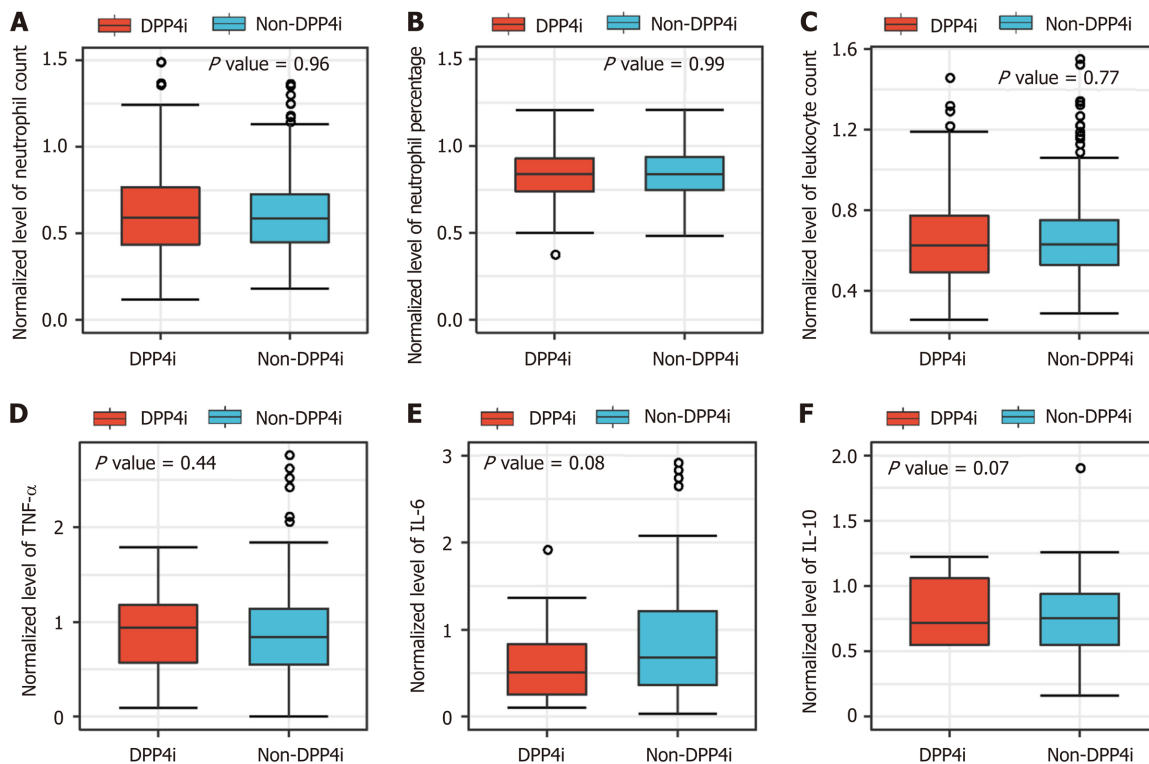 A
DPP4i Non-DPP4i
P value = 0.96
Normalized level of neutrophil count
1.5
1.0
0.5
0.0
DPP4i Non-DPP4i
B
DPP4i Non-DPP4i
P value = 0.99
Normalized level of neutrophil percentage
1.5
1.0
0.5
0.0
DPP4i Non-DPP4i
C
DPP4i Non-DPP4i
P value = 0.77
Normalized level of leukocyte count
1.6
1.2
0.8
0.4
DPP4i Non-DPP4i
D
DPP4i Non-DPP4i
P value = 0.44
Normalized level of TNF-α
2
1
0
DPP4i Non-DPP4i
E
DPP4i Non-DPP4i
P value = 0.08
Normalized level of IL-6
3
2
1
0
DPP4i Non-DPP4i
F
DPP4i Non-DPP4i
P value = 0.07
Normalized level of IL-10
2.0
1.5
1.0
0.5
0
DPP4i Non-DPP4i